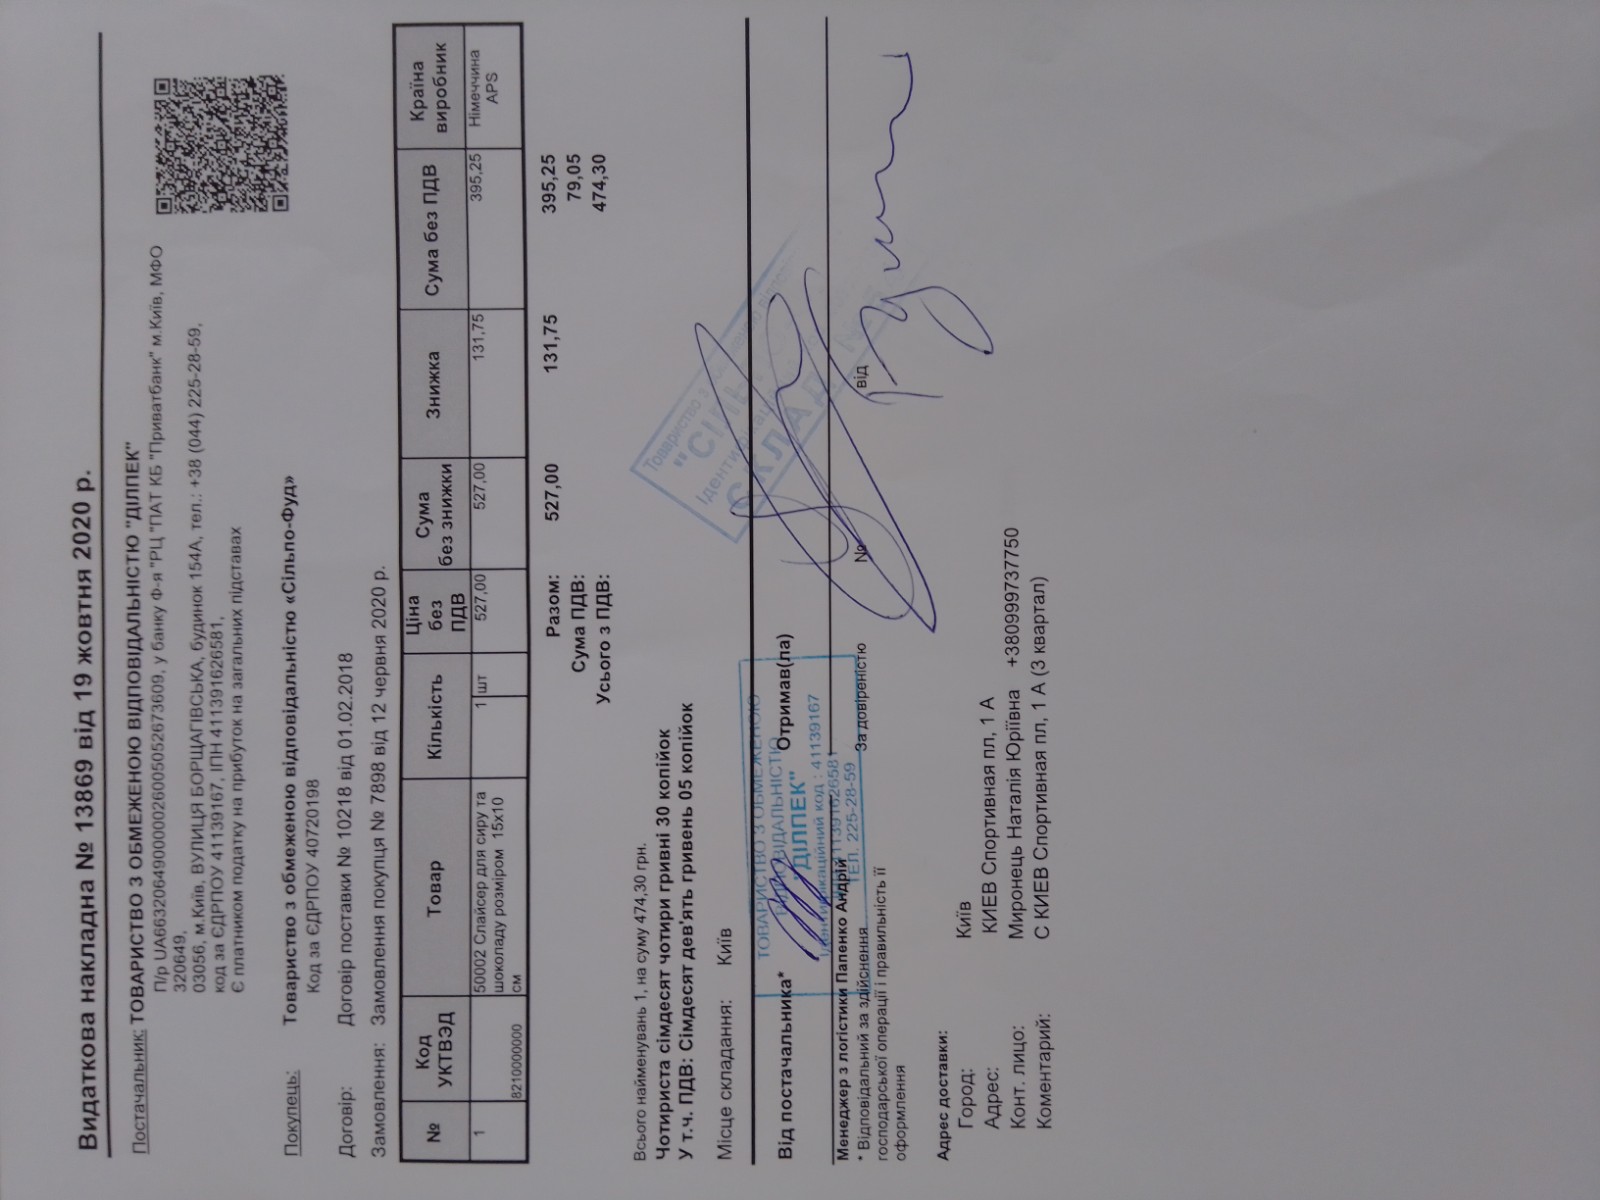 Видаткова накладна № 13869 від 19 жовтня 2020 р.
Постачальник: ТОВАРИСТВО З ОБМЕЖЕНОЮ ВІДПОВІДАЛЬНІСТЮ "ДІЛПЕК"
П/р UA663206490000026005052673609, у банку Ф-я "РЦ "ПАТ КБ "Приватбанк" м.Київ, МФО
320649,
03056, м.Київ, ВУЛИЦЯ БОРЩАГІВСЬКА, будинок 154А, тел.: +38 (044) 225-28-59,
код за ЄДРПОУ 41139167, ІПН 411391626581,
Є платником податку на прибуток на загальних підставах
Покупець: Товариство з обмеженою відповідальністю «Сільпо-Фуд»
Код за ЄДРПОУ 40720198
Договір: Договір поставки № 10218 від 01.02.2018
Замовлення: Замовлення покупця № 7898 від 12 червня 2020 р.
№ Код УКТВЭД Товар Кількість Ціна без ПДВ Сума без знижки Знижка Сума без ПДВ Країна виробник
1 8210000000 50002 Слайсер для сиру та 1 шт 527,00 527,00 131,75 395,25 Німеччина
шоколаду розміром 15х10 APS
см
Разом: 527,00 131,75 395,25
Сума ПДВ: 79,05
Усього з ПДВ: 474,30
Всього найменувань 1, на суму 474,30 грн.
Чотириста сімдесят чотири гривні 30 копійок
У т.ч. ПДВ: Сімдесят дев'ять гривень 05 копійок
Місце складання: Київ
Товариство з
"СІЛЬ
Ідентифікаці
СКЛАД
ТОВАРИСТВО З ОБМЕЖЕНОЮ
ВІДПОВІДАЛЬНІСТЮ
"ДІЛПЕК"
Ідентифікаційний код : 41139167
411391626581
ТЕЛ. 225-28-59
Від постачальника* Отримав(ла)
Менеджер з логістики Папенко Андрій
За довіреністю № від
* Відповідальний за здійснення
господарської операції і правильність її
оформлення
Адрес доставки:
Город: Київ
Адрес: КИЕВ Спортивная пл, 1 А
Конт. лицо: Миронець Наталія Юріївна +380999737750
Комментарий: С КИЕВ Спортивная пл, 1 А (3 квартал)